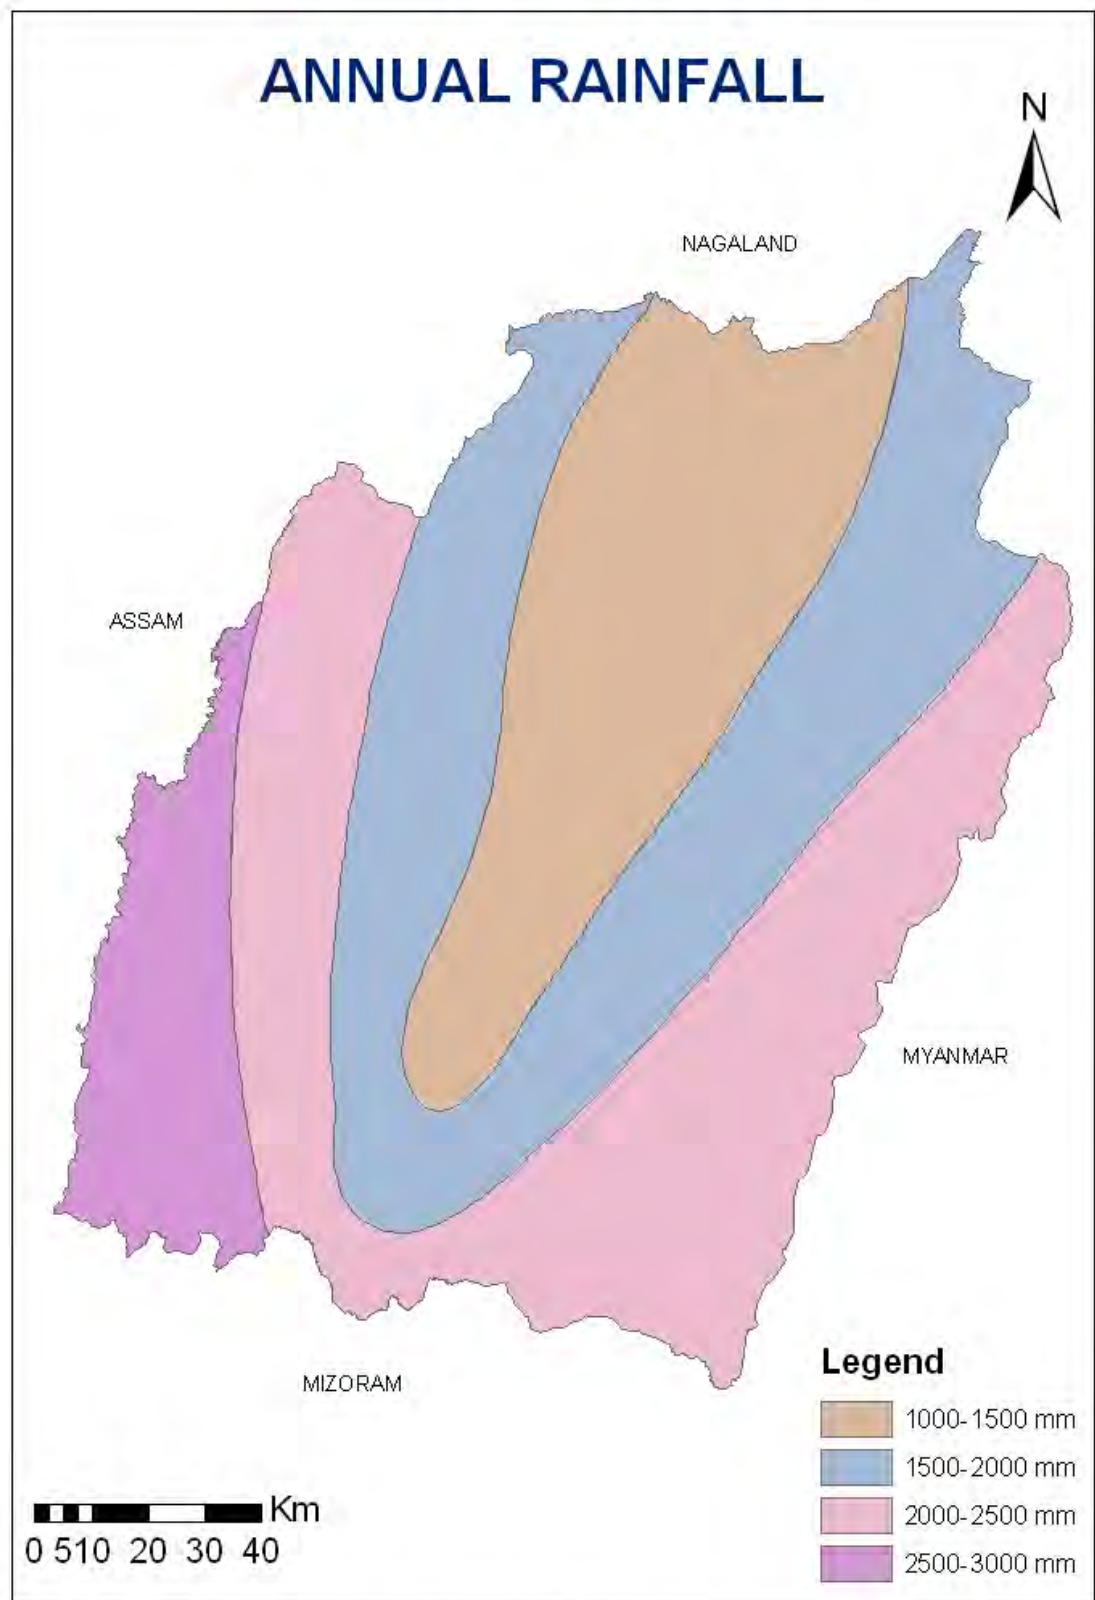 ANNUAL RAINFALL
N
NAGALAND
ASSAM
MYANMAR
MIZORAM
Legend
1000-1500 mm
1500-2000 mm
2000-2500 mm
2500-3000 mm
Km
0 510 20 30 40